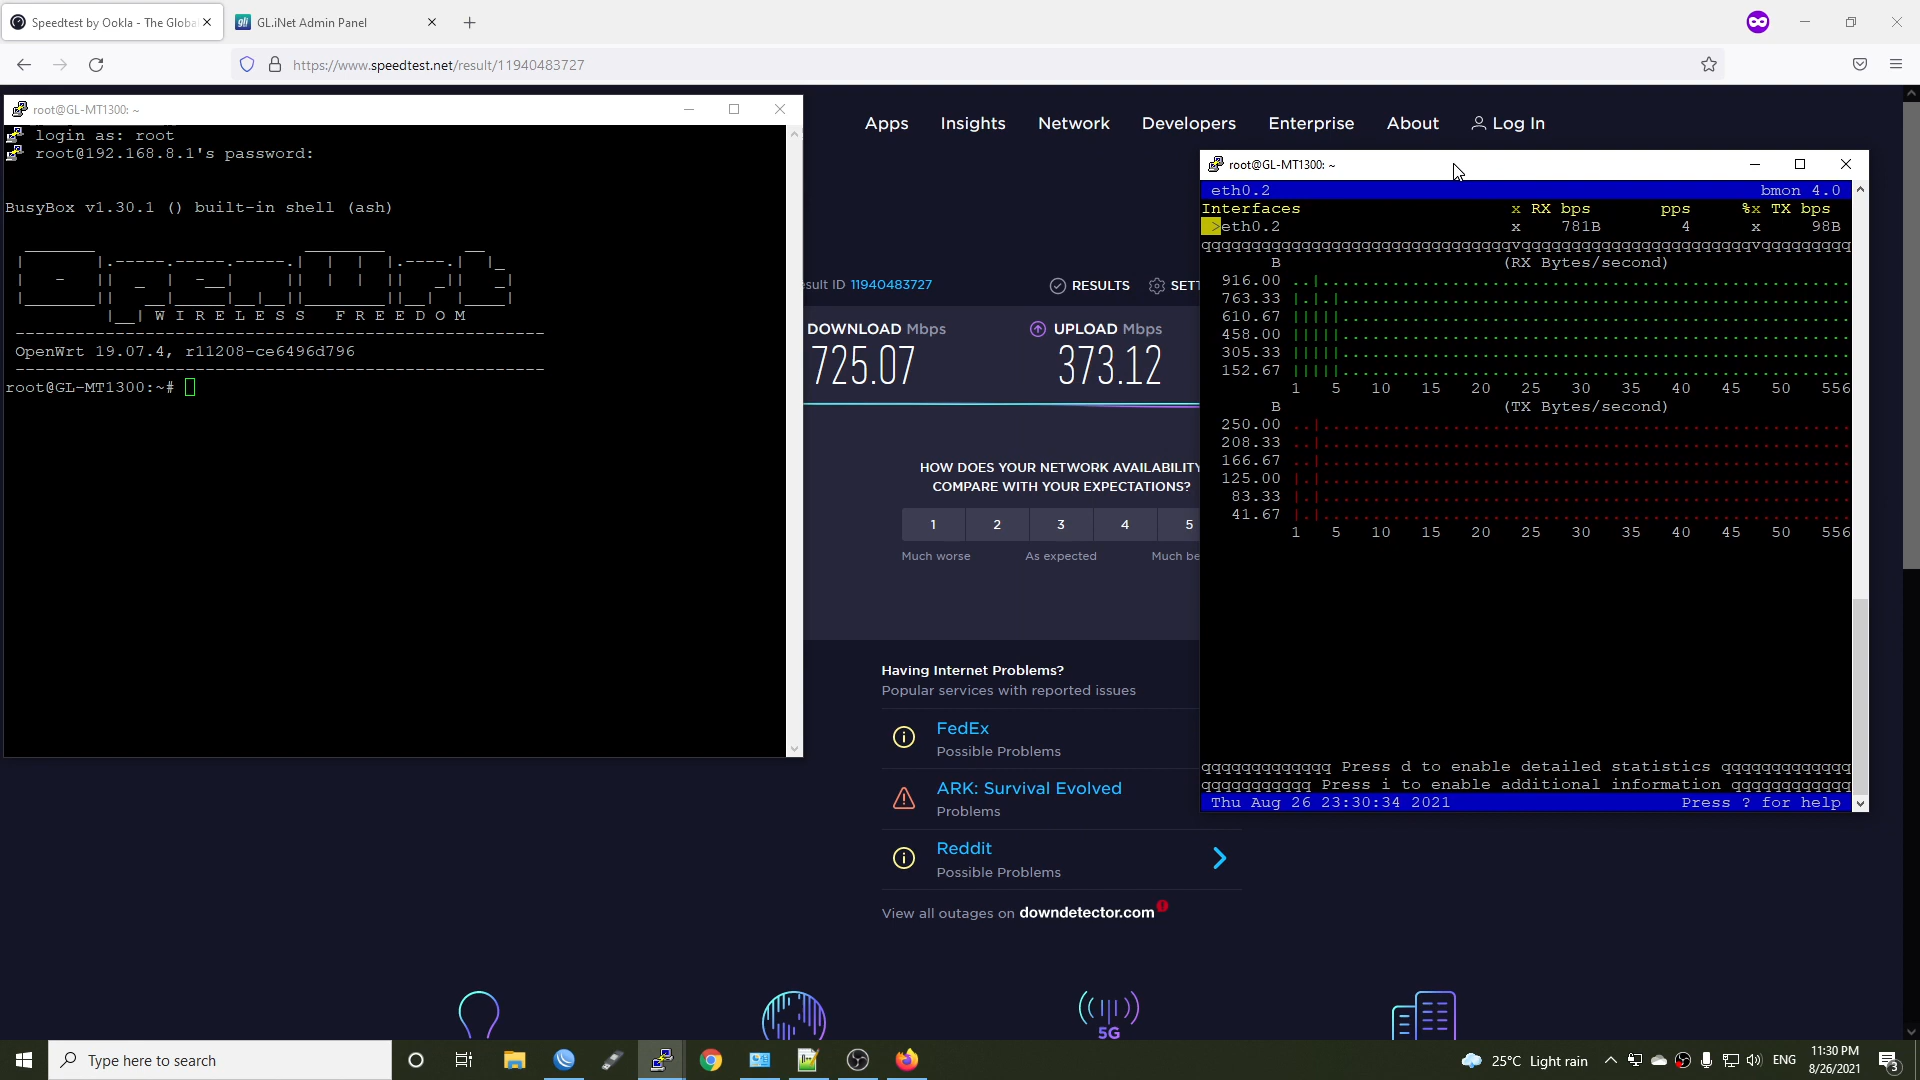 Speedtest by Ookla - The Globa
GL.iNet Admin Panel
https://www.speedtest.net/result/11940483727
root@GL-MT1300: ~
login as: root
root@192.168.8.1's password:
BusyBox v1.30.1 () built-in shell (ash)
W I R E L E S S   F R E E D O M
OpenWrt 19.07.4, r11208-ce6496d796
root@GL-MT1300:~#
Apps Insights Network Developers Enterprise About Log In
sult ID 11940483727
RESULTS SETT
DOWNLOAD Mbps
725.07
UPLOAD Mbps
373.12
HOW DOES YOUR NETWORK AVAILABILITY
COMPARE WITH YOUR EXPECTATIONS?
1 2 3 4 5
Much worse As expected Much be
Having Internet Problems?
Popular services with reported issues
FedEx
Possible Problems
ARK: Survival Evolved
Problems
Reddit
Possible Problems
View all outages on downdetector.com
5G
root@GL-MT1300: ~
eth0.2 bmon 4.0
Interfaces x RX bps pps %x TX bps
>eth0.2 x 781B 4 x 98B
qqqqqqqqqqqqqqqqqqqqqqqqqqqqqqqvqqqqqqqqqqqqqqqqqqqqqqqvqqqqqqqqq
B (RX Bytes/second)
916.00 ..|.....................................................
763.33 |.|.|...................................................
610.67 |||||...................................................
458.00 |||||...................................................
305.33 |||||...................................................
152.67 |||||...................................................
1 5 10 15 20 25 30 35 40 45 50 556
B (TX Bytes/second)
250.00 ..|.....................................................
208.33 ..|.....................................................
166.67 ..|.....................................................
125.00 |.|.....................................................
83.33 |.|.....................................................
41.67 |.|.....................................................
1 5 10 15 20 25 30 35 40 45 50 556
qqqqqqqqqqqqq Press d to enable detailed statistics qqqqqqqqqqqqq
qqqqqqqqqqq Press i to enable additional information qqqqqqqqqqqq
Thu Aug 26 23:30:34 2021 Press ? for help
Type here to search
25°C Light rain
ENG
11:30 PM
8/26/2021
3